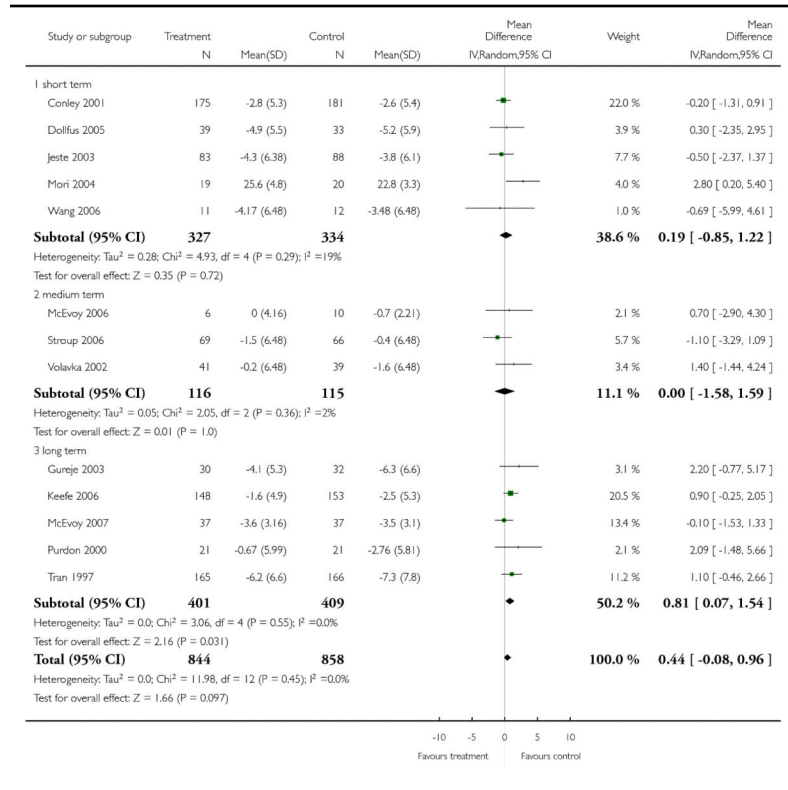 Study or subgroup Treatment Control Mean Difference Weight Mean Difference
N Mean(SD) N Mean(SD) IV,Random,95% CI IV,Random,95% CI
1 short term
Conley 2001 175 -2.8 (5.3) 181 -2.6 (5.4) 22.0 % -0.20 [ -1.31, 0.91 ]
Dollfus 2005 39 -4.9 (5.5) 33 -5.2 (5.9) 3.9 % 0.30 [ -2.35, 2.95 ]
Jeste 2003 83 -4.3 (6.38) 88 -3.8 (6.1) 7.7 % -0.50 [ -2.37, 1.37 ]
Mori 2004 19 25.6 (4.8) 20 22.8 (3.3) 4.0 % 2.80 [ 0.20, 5.40 ]
Wang 2006 11 -4.17 (6.48) 12 -3.48 (6.48) 1.0 % -0.69 [ -5.99, 4.61 ]
Subtotal (95% CI) 327 334 38.6 % 0.19 [ -0.85, 1.22 ]
Heterogeneity: Tau² = 0.28; Chi² = 4.93, df = 4 (P = 0.29); I² =19%
Test for overall effect: Z = 0.35 (P = 0.72)
2 medium term
McEvoy 2006 6 0 (4.16) 10 -0.7 (2.21) 2.1 % 0.70 [ -2.90, 4.30 ]
Stroup 2006 69 -1.5 (6.48) 66 -0.4 (6.48) 5.7 % -1.10 [ -3.29, 1.09 ]
Volavka 2002 41 -0.2 (6.48) 39 -1.6 (6.48) 3.4 % 1.40 [ -1.44, 4.24 ]
Subtotal (95% CI) 116 115 11.1 % 0.00 [ -1.58, 1.59 ]
Heterogeneity: Tau² = 0.05; Chi² = 2.05, df = 2 (P = 0.36); I² =2%
Test for overall effect: Z = 0.01 (P = 1.0)
3 long term
Gureje 2003 30 -4.1 (5.3) 32 -6.3 (6.6) 3.1 % 2.20 [ -0.77, 5.17 ]
Keefe 2006 148 -1.6 (4.9) 153 -2.5 (5.3) 20.5 % 0.90 [ -0.25, 2.05 ]
McEvoy 2007 37 -3.6 (3.16) 37 -3.5 (3.1) 13.4 % -0.10 [ -1.53, 1.33 ]
Purdon 2000 21 -0.67 (5.99) 21 -2.76 (5.81) 2.1 % 2.09 [ -1.48, 5.66 ]
Tran 1997 165 -6.2 (6.6) 166 -7.3 (7.8) 11.2 % 1.10 [ -0.46, 2.66 ]
Subtotal (95% CI) 401 409 50.2 % 0.81 [ 0.07, 1.54 ]
Heterogeneity: Tau² = 0.0; Chi² = 3.06, df = 4 (P = 0.55); I² =0.0%
Test for overall effect: Z = 2.16 (P = 0.031)
Total (95% CI) 844 858 100.0 % 0.44 [ -0.08, 0.96 ]
Heterogeneity: Tau² = 0.0; Chi² = 11.98, df = 12 (P = 0.45); I² =0.0%
Test for overall effect: Z = 1.66 (P = 0.097)
-10 -5 0 5 10
Favours treatment Favours control